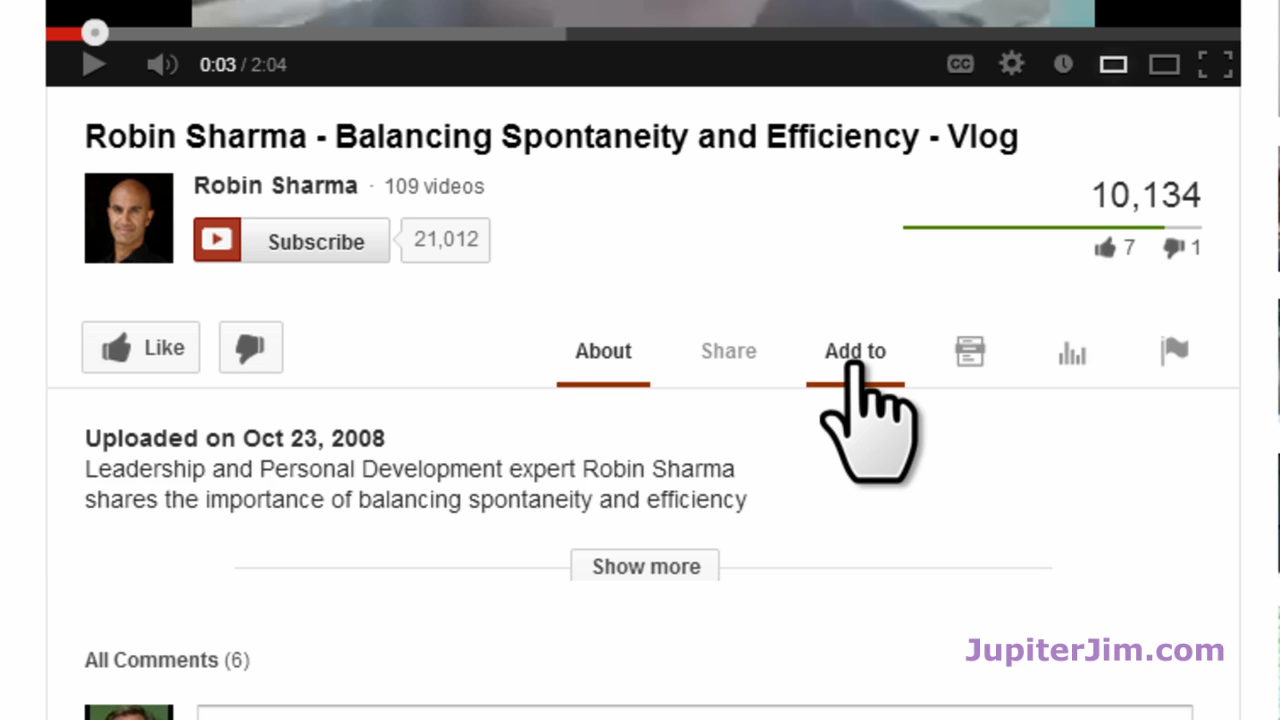 0:03 / 2:04
CC
Robin Sharma - Balancing Spontaneity and Efficiency - Vlog
Robin Sharma · 109 videos
10,134
Subscribe
21,012
7
1
Like
About
Share
Add to
Uploaded on Oct 23, 2008
Leadership and Personal Development expert Robin Sharma
shares the importance of balancing spontaneity and efficiency
Show more
JupiterJim.com
All Comments (6)